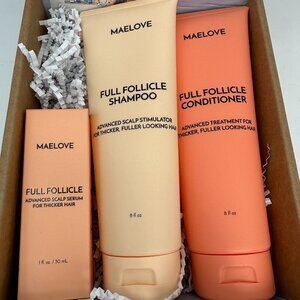 MAELOVE
FULL FOLLICLE
SHAMPOO
ADVANCED SCALP STIMULATOR
FOR THICKER, FULLER LOOKING HAIR
8 fl oz
MAELOVE
FULL FOLLICLE
CONDITIONER
ADVANCED TREATMENT FOR
THICKER, FULLER LOOKING HAIR
8 fl oz
MAELOVE
FULL FOLLICLE
ADVANCED SCALP SERUM
FOR THICKER HAIR
1 fl oz / 30 mL